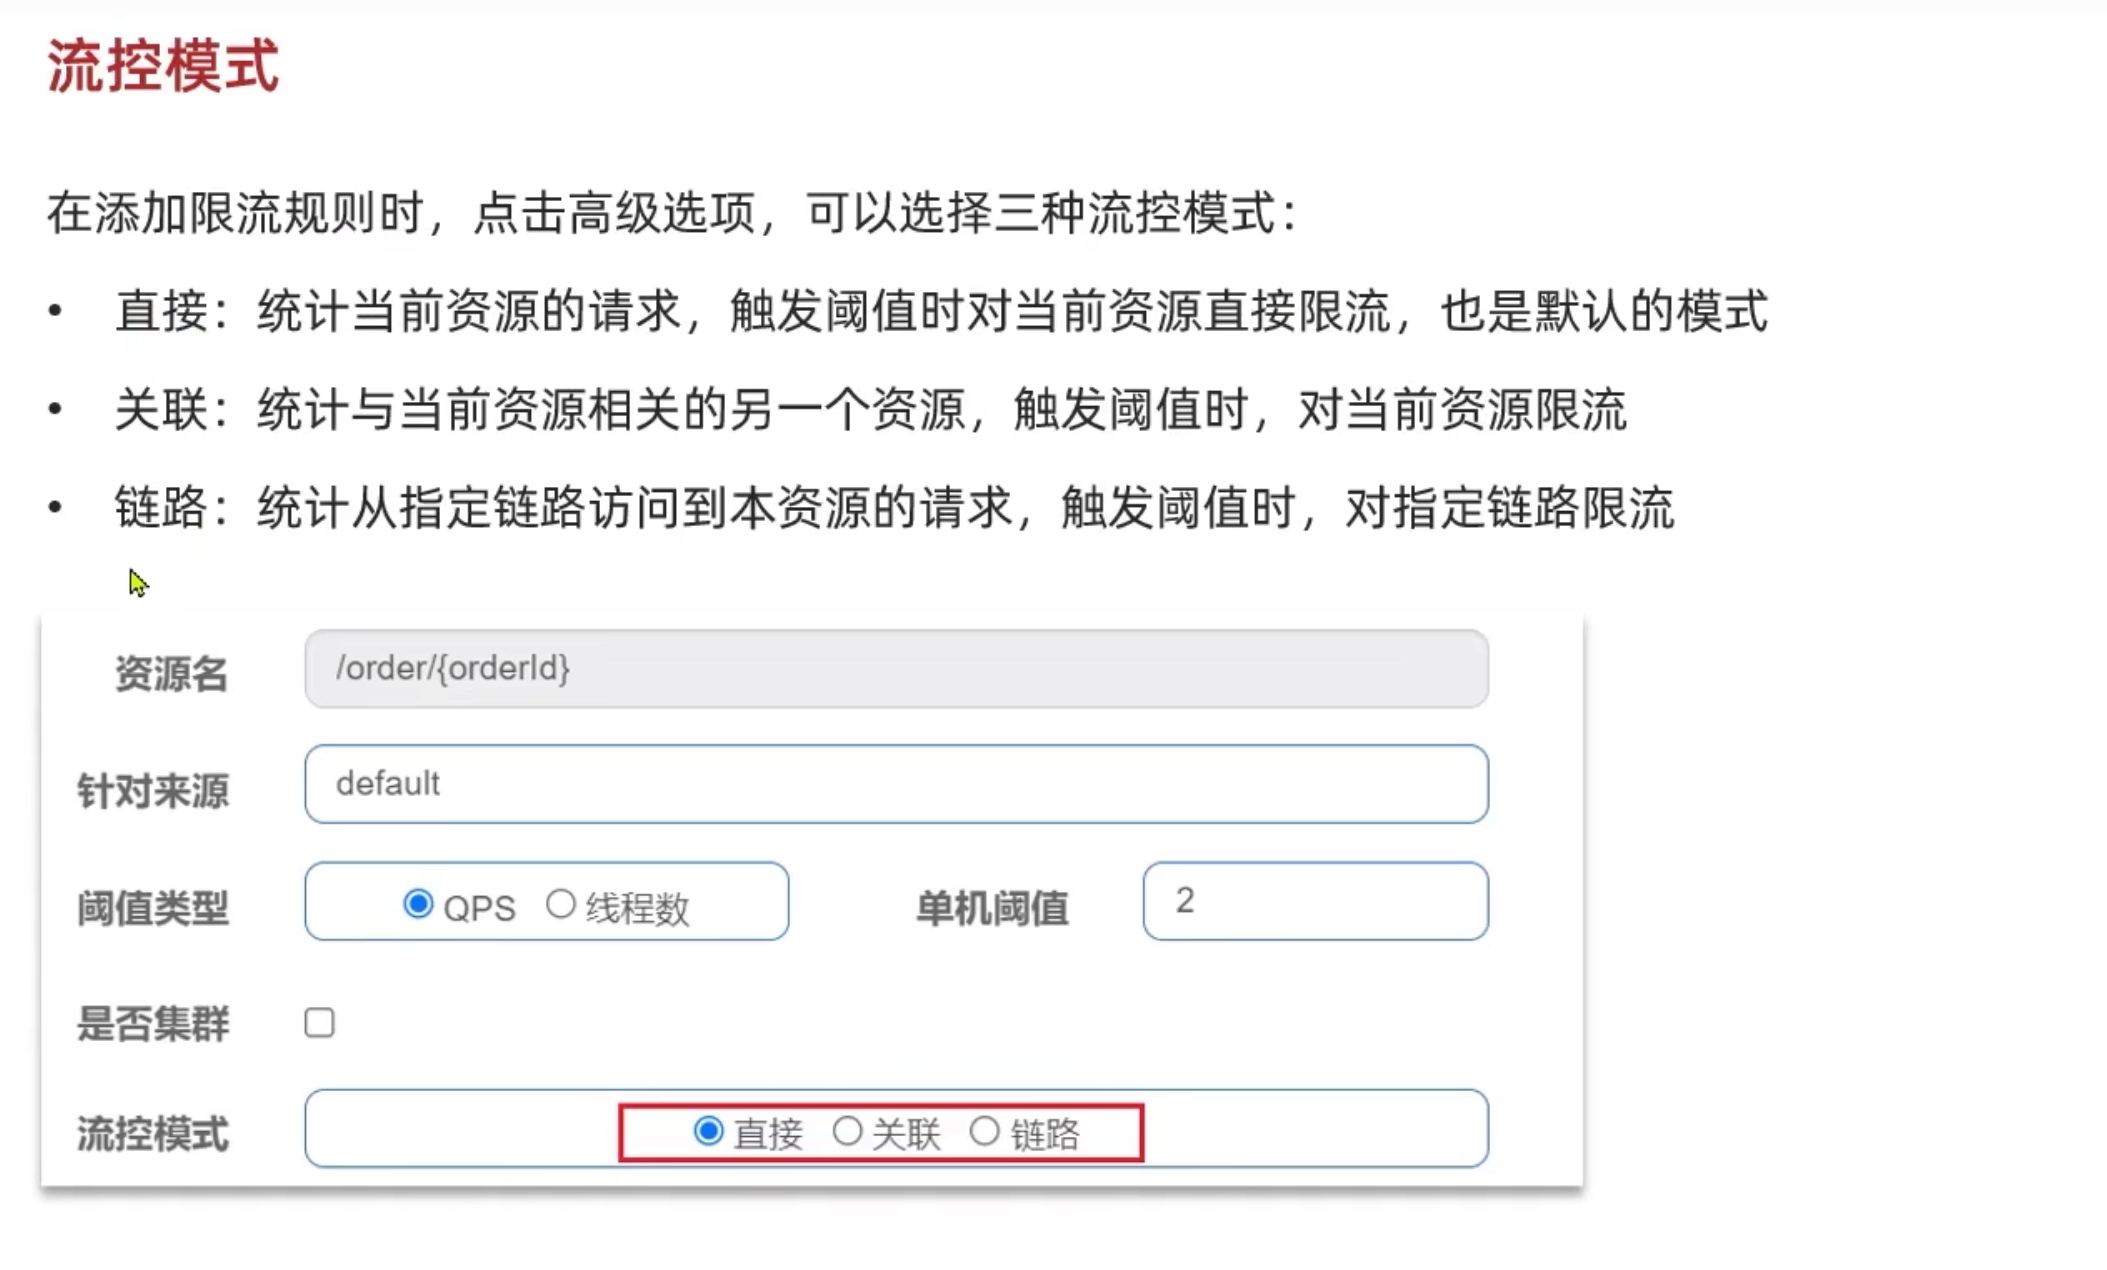 流控模式
在添加限流规则时，点击高级选项，可以选择三种流控模式：
• 直接：统计当前资源的请求，触发阈值时对当前资源直接限流，也是默认的模式
• 关联：统计与当前资源相关的另一个资源，触发阈值时，对当前资源限流
• 链路：统计从指定链路访问到本资源的请求，触发阈值时，对指定链路限流
资源名 /order/{orderId}
针对来源 default
阈值类型 QPS 线程数 单机阈值 2
是否集群
流控模式 直接 关联 链路